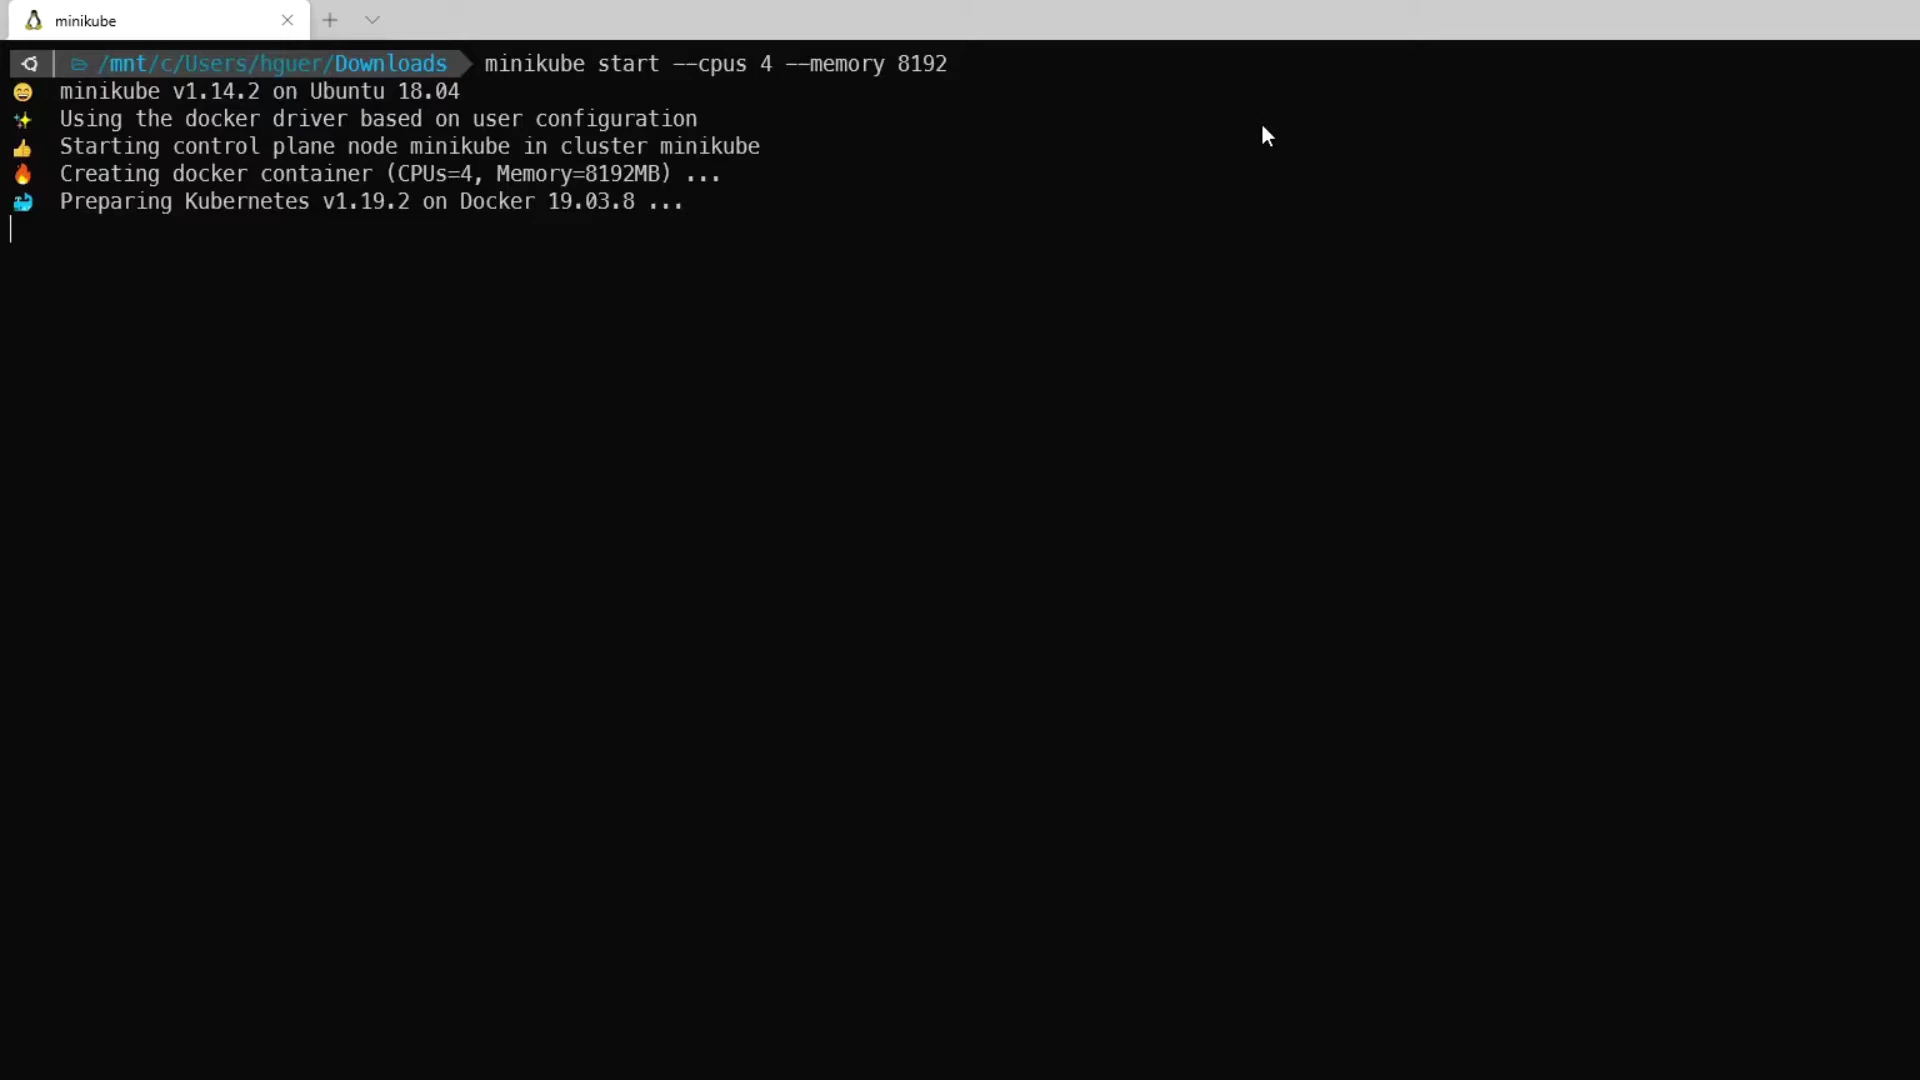 minikube
/mnt/c/Users/hguer/Downloads minikube start --cpus 4 --memory 8192
minikube v1.14.2 on Ubuntu 18.04
Using the docker driver based on user configuration
Starting control plane node minikube in cluster minikube
Creating docker container (CPUs=4, Memory=8192MB) ...
Preparing Kubernetes v1.19.2 on Docker 19.03.8 ...